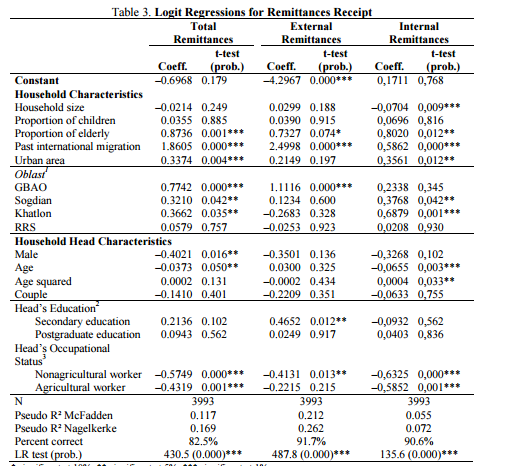 Table 3. Logit Regressions for Remittances Receipt
Total External Internal
Remittances Remittances Remittances
t-test t-test t-test
Coeff. (prob.) Coeff. (prob.) Coeff. (prob.)
Constant −0.6968 0.179 −4.2967 0.000*** 0,1711 0,768
Household Characteristics
Household size −0.0214 0.249 0.0299 0.188 −0,0704 0,009***
Proportion of children 0.0355 0.885 0.0390 0.915 0,0696 0,816
Proportion of elderly 0.8736 0.001*** 0.7327 0.074* 0,8020 0,012**
Past international migration 1.8605 0.000*** 2.4998 0.000*** 0,5862 0,000***
Urban area 0.3374 0.004*** 0.2149 0.197 0,3561 0,012**
Oblast1
GBAO 0.7742 0.000*** 1.1116 0.000*** 0,2338 0,345
Sogdian 0.3210 0.042** 0.1234 0.600 0,3768 0,042**
Khatlon 0.3662 0.035** −0.2683 0.328 0,6879 0,001***
RRS 0.0579 0.757 −0.0253 0.923 0,0208 0,930
Household Head Characteristics
Male −0.4021 0.016** −0.3501 0.136 −0,3268 0,102
Age −0.0373 0.050** 0.0300 0.325 −0,0655 0,003***
Age squared 0.0002 0.131 −0.0002 0.434 0,0004 0,033**
Couple −0.1410 0.401 −0.2209 0.351 −0,0633 0,755
Head's Education2
Secondary education 0.2136 0.102 0.4652 0.012** −0,0932 0,562
Postgraduate education 0.0943 0.562 0.0249 0.917 0,0403 0,836
Head's Occupational
Status3
Nonagricultural worker −0.5749 0.000*** −0.4131 0.013** −0,6325 0,000***
Agricultural worker −0.4319 0.001*** −0.2215 0.215 −0,5852 0,001***
N 3993 3993 3993
Pseudo R² McFadden 0.117 0.212 0.055
Pseudo R² Nagelkerke 0.169 0.262 0.072
Percent correct 82.5% 91.7% 90.6%
LR test (prob.) 430.5 (0.000)*** 487.8 (0.000)*** 135.6 (0.000)***